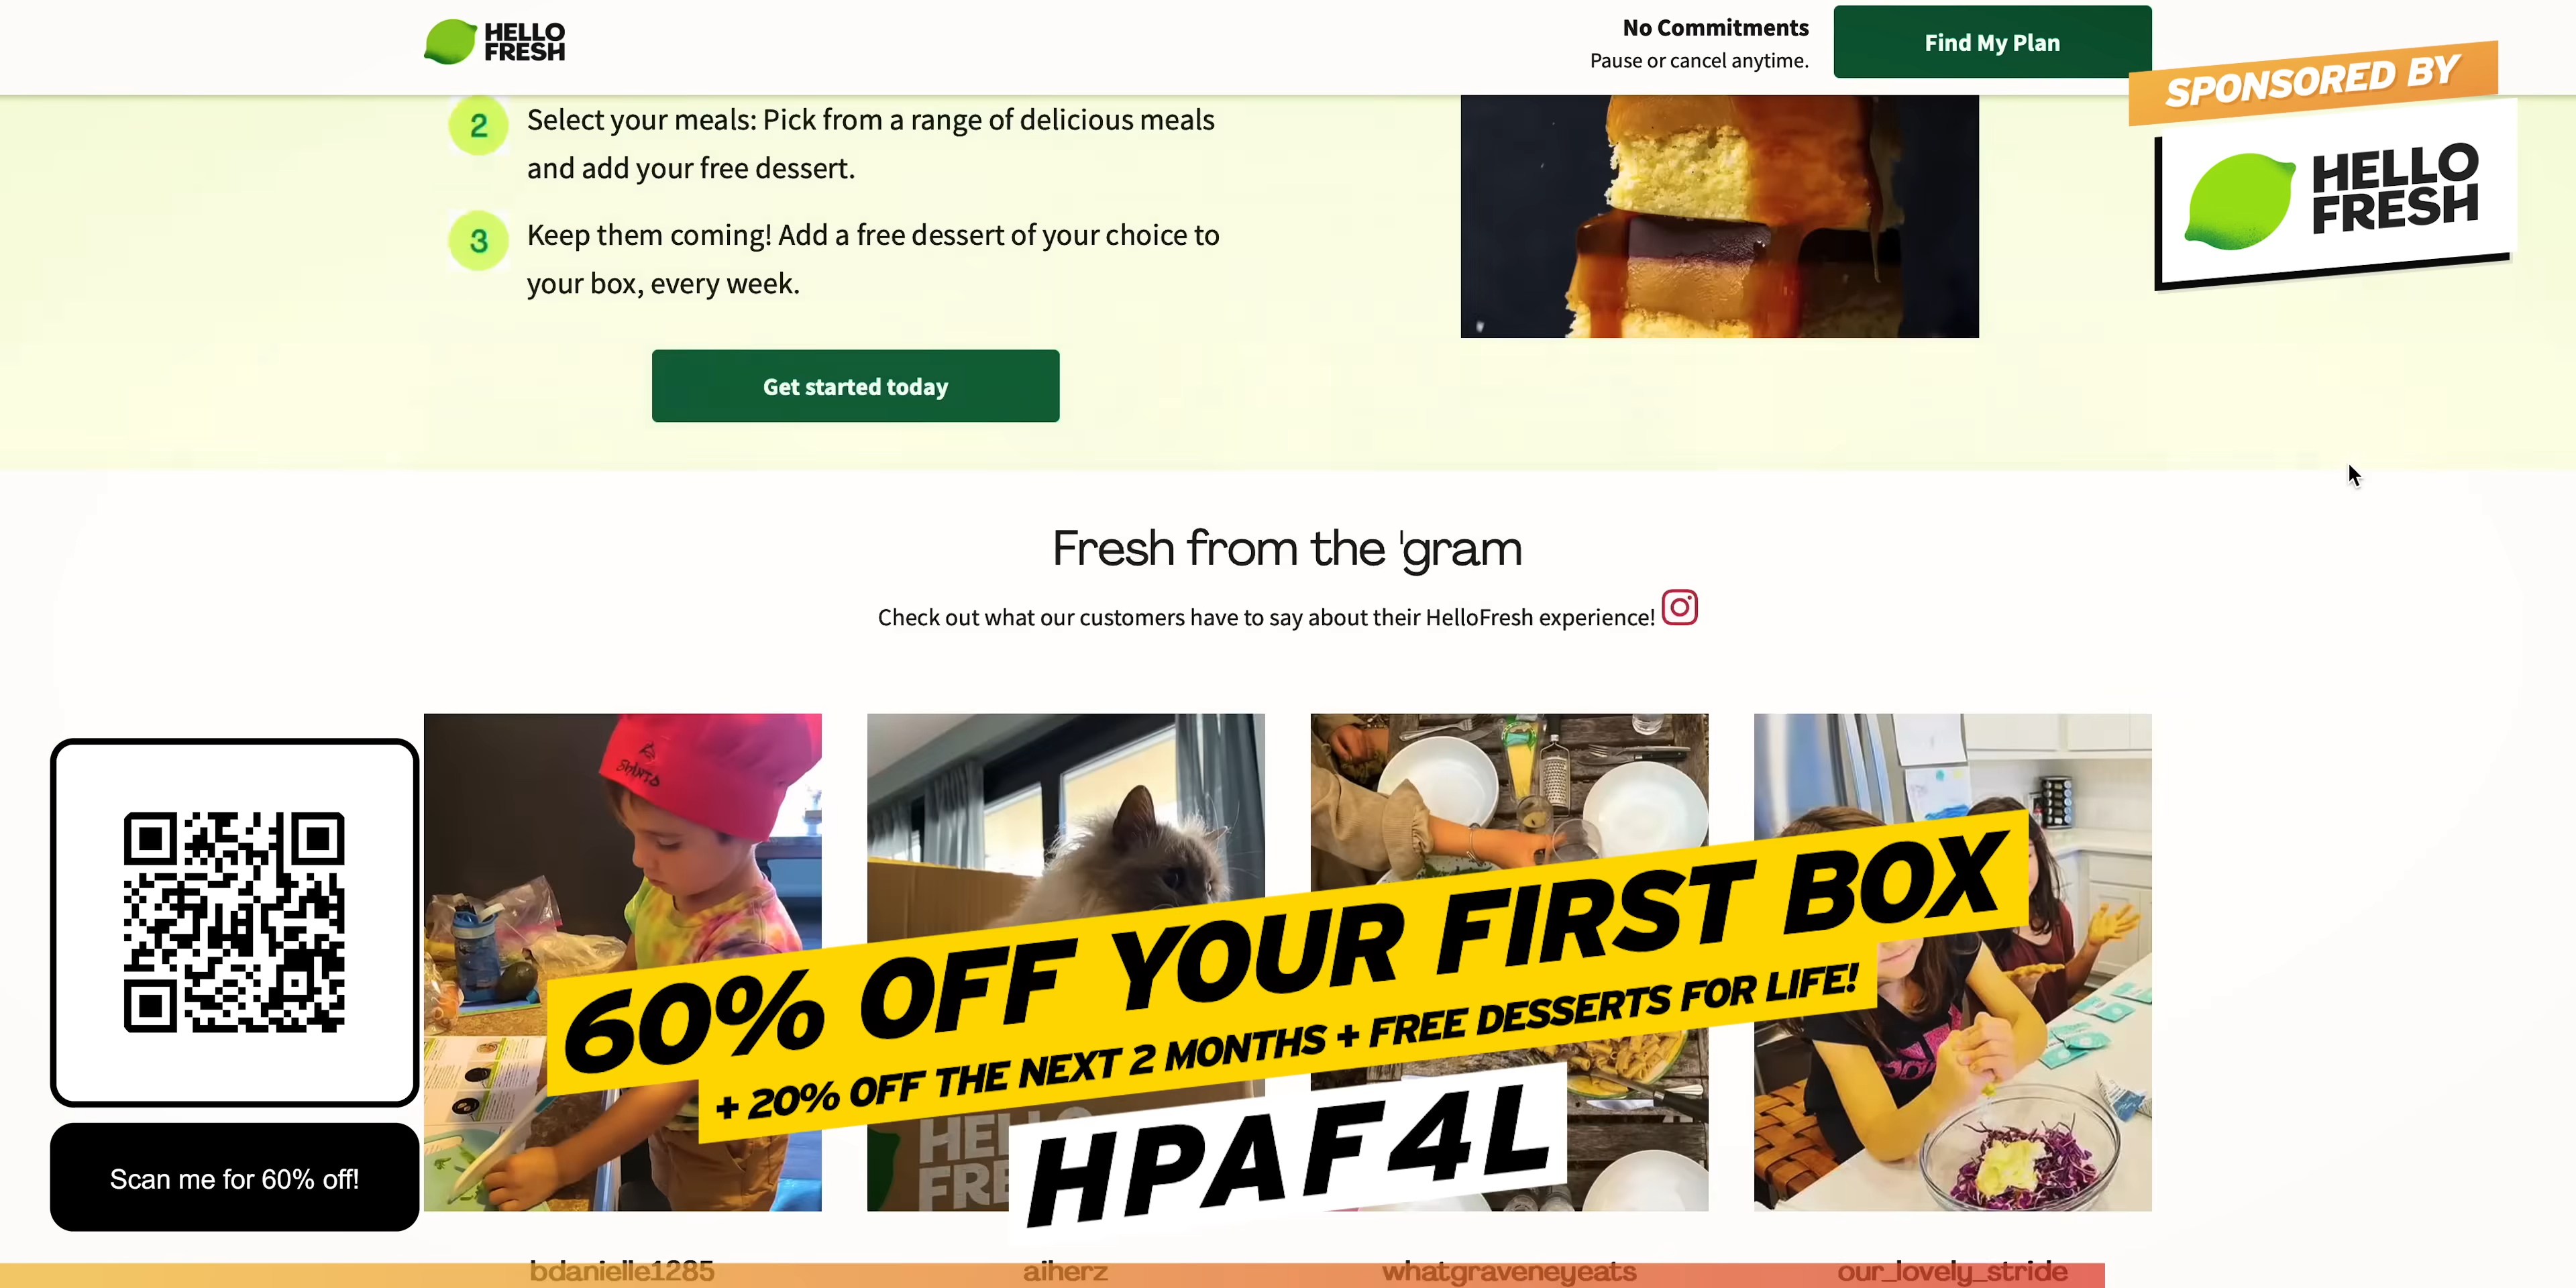 HELLO
FRESH
No Commitments
Pause or cancel anytime.
Find My Plan
SPONSORED BY
HELLO
FRESH
2
Select your meals: Pick from a range of delicious meals
and add your free dessert.
3
Keep them coming! Add a free dessert of your choice to
your box, every week.
Get started today
Fresh from the 'gram
Check out what our customers have to say about their HelloFresh experience!
60% OFF YOUR FIRST BOX
+ 20% OFF THE NEXT 2 MONTHS + FREE DESSERTS FOR LIFE!
HPAF4L
Scan me for 60% off!
bdanielle1285
aiherz
whatgraveneyeats
our_lovely_stride